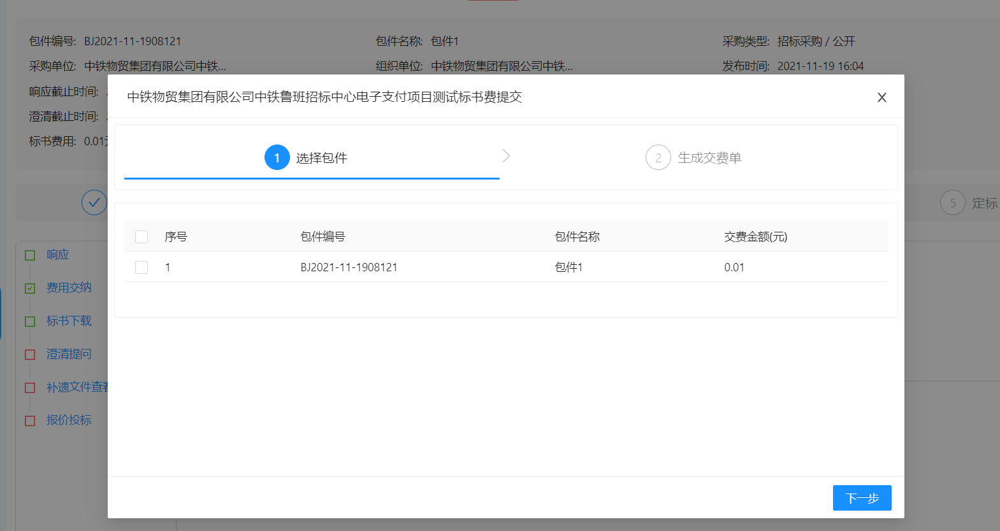 包件编号: BJ2021-11-1908121 包件名称: 包件1 采购类型: 招标采购 / 公开
采购单位: 中铁物贸集团有限公司中铁... 组织单位: 中铁物贸集团有限公司中铁... 发布时间: 2021-11-19 16:04
响应截止时间:
澄清截止时间:
标书费用: 0.01
中铁物贸集团有限公司中铁鲁班招标中心电子支付项目测试标书费提交
1 选择包件 2 生成交费单
5 定标
序号 包件编号 包件名称 交费金额(元)
1 BJ2021-11-1908121 包件1 0.01
响应
费用交纳
标书下载
澄清提问
补遗文件查看
报价投标
下一步